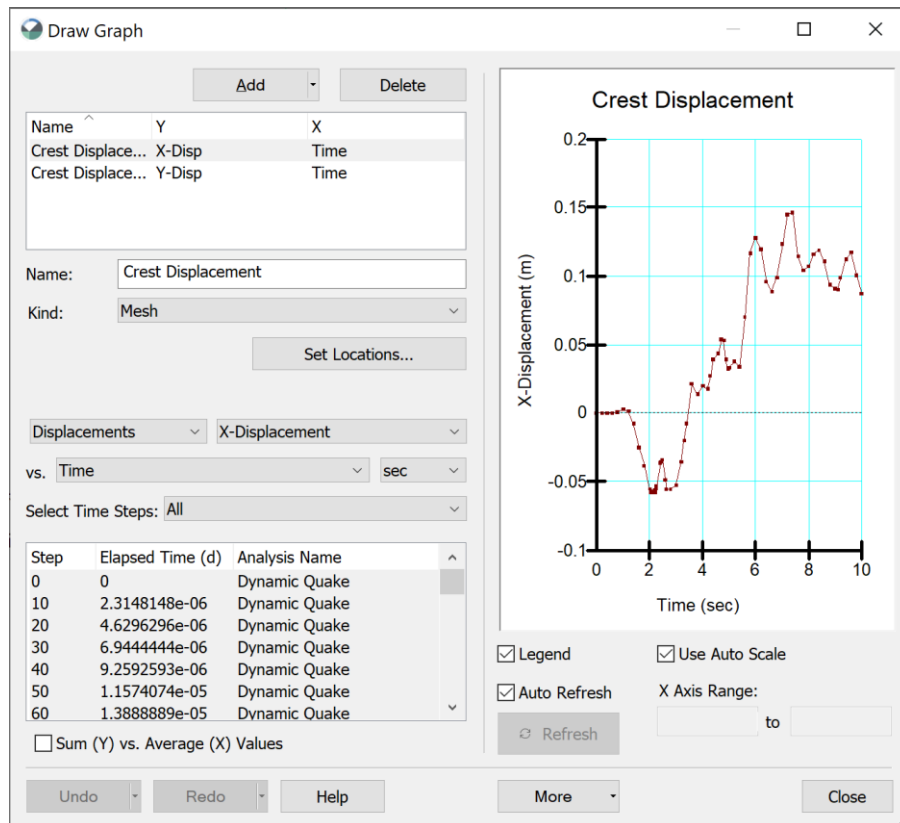 Draw Graph
Add
Delete
Name Y X
Crest Displace... X-Disp Time
Crest Displace... Y-Disp Time
Name: Crest Displacement
Kind: Mesh
Set Locations...
Displacements X-Displacement
vs. Time sec
Select Time Steps: All
Step Elapsed Time (d) Analysis Name
0 0 Dynamic Quake
10 2.3148148e-06 Dynamic Quake
20 4.6296296e-06 Dynamic Quake
30 6.9444444e-06 Dynamic Quake
40 9.2592593e-06 Dynamic Quake
50 1.1574074e-05 Dynamic Quake
60 1.3888889e-05 Dynamic Quake
Sum (Y) vs. Average (X) Values
Crest Displacement
X-Displacement (m)
0.2
0.15
0.1
0.05
0
-0.05
-0.1
0 2 4 6 8 10
Time (sec)
Legend
Use Auto Scale
Auto Refresh
X Axis Range:
Refresh
to
Undo
Redo
Help
More
Close